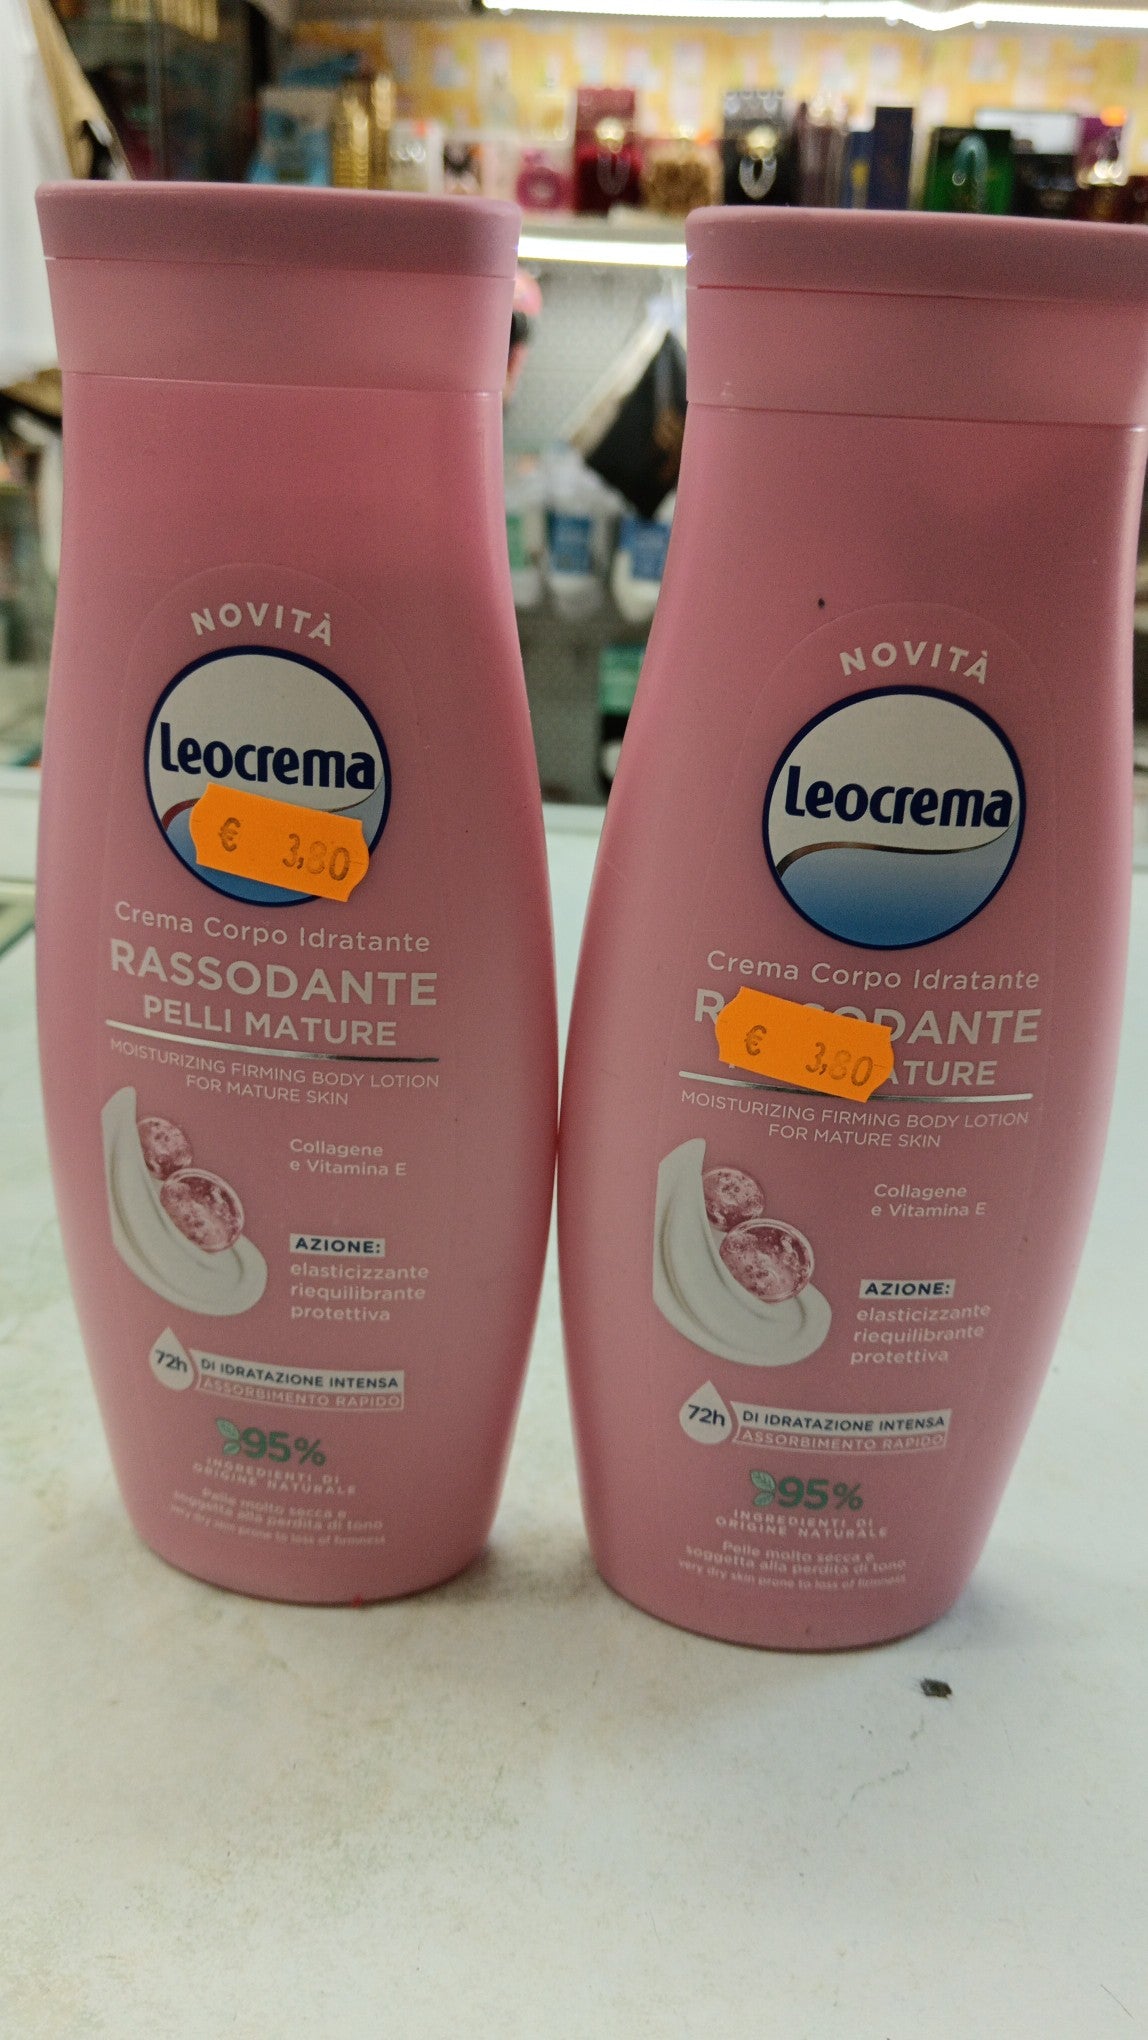 NOVITÀ
Leocrema
€ 3,80
Crema Corpo Idratante
RASSODANTE
PELLI MATURE
MOISTURIZING FIRMING BODY LOTION
FOR MATURE SKIN
Collagene
e Vitamina E
AZIONE:
elasticizzante
riequilibrante
protettiva
72h DI IDRATAZIONE INTENSA
ASSORBIMENTO RAPIDO
95%
INGREDIENTI DI
ORIGINE NATURALE
Pelle molto secca e
soggetta alla perdita di tono
very dry skin prone to loss of firmness
NOVITÀ
Leocrema
Crema Corpo Idratante
€ 3,80
MOISTURIZING FIRMING BODY LOTION
FOR MATURE SKIN
Collagene
e Vitamina E
AZIONE:
elasticizzante
riequilibrante
protettiva
72h DI IDRATAZIONE INTENSA
ASSORBIMENTO RAPIDO
95%
INGREDIENTI DI
ORIGINE NATURALE
Pelle molto secca e
soggetta alla perdita di tono
very dry skin prone to loss of firmness